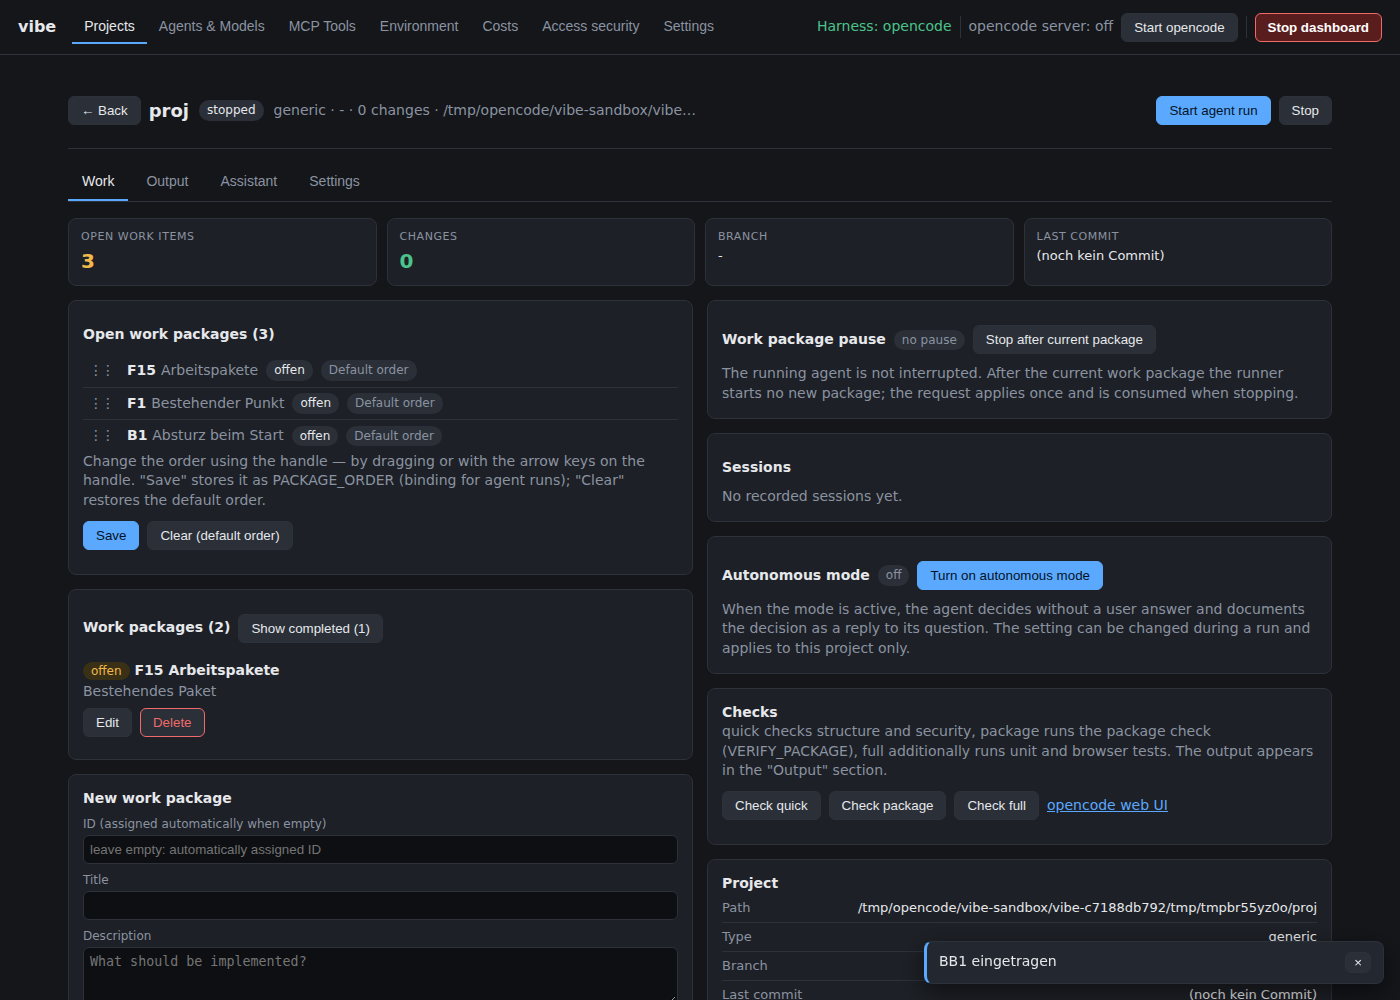 vibe Projects Agents & Models MCP Tools Environment Costs Access security Settings Harness: opencode opencode server: off Start opencode Stop dashboard
← Back proj stopped generic · - · 0 changes · /tmp/opencode/vibe-sandbox/vibe… Start agent run Stop
Work Output Assistant Settings
OPEN WORK ITEMS
3
CHANGES
0
BRANCH
-
LAST COMMIT
(noch kein Commit)
Open work packages (3)
F15 Arbeitspakete offen Default order
F1 Bestehender Punkt offen Default order
B1 Absturz beim Start offen Default order
Change the order using the handle — by dragging or with the arrow keys on the
handle. "Save" stores it as PACKAGE_ORDER (binding for agent runs); "Clear"
restores the default order.
Save Clear (default order)
Work packages (2) Show completed (1)
offen F15 Arbeitspakete
Bestehendes Paket
Edit Delete
New work package
ID (assigned automatically when empty)
leave empty: automatically assigned ID
Title
Description
What should be implemented?
Work package pause no pause Stop after current package
The running agent is not interrupted. After the current work package the runner
starts no new package; the request applies once and is consumed when stopping.
Sessions
No recorded sessions yet.
Autonomous mode off Turn on autonomous mode
When the mode is active, the agent decides without a user answer and documents
the decision as a reply to its question. The setting can be changed during a run and
applies to this project only.
Checks
quick checks structure and security, package runs the package check
(VERIFY_PACKAGE), full additionally runs unit and browser tests. The output appears
in the "Output" section.
Check quick Check package Check full opencode web UI
Project
Path /tmp/opencode/vibe-sandbox/vibe-c7188db792/tmp/tmpbr55yz0o/proj
Type generic
Branch
Last commit (noch kein Commit)
BB1 eingetragen ×